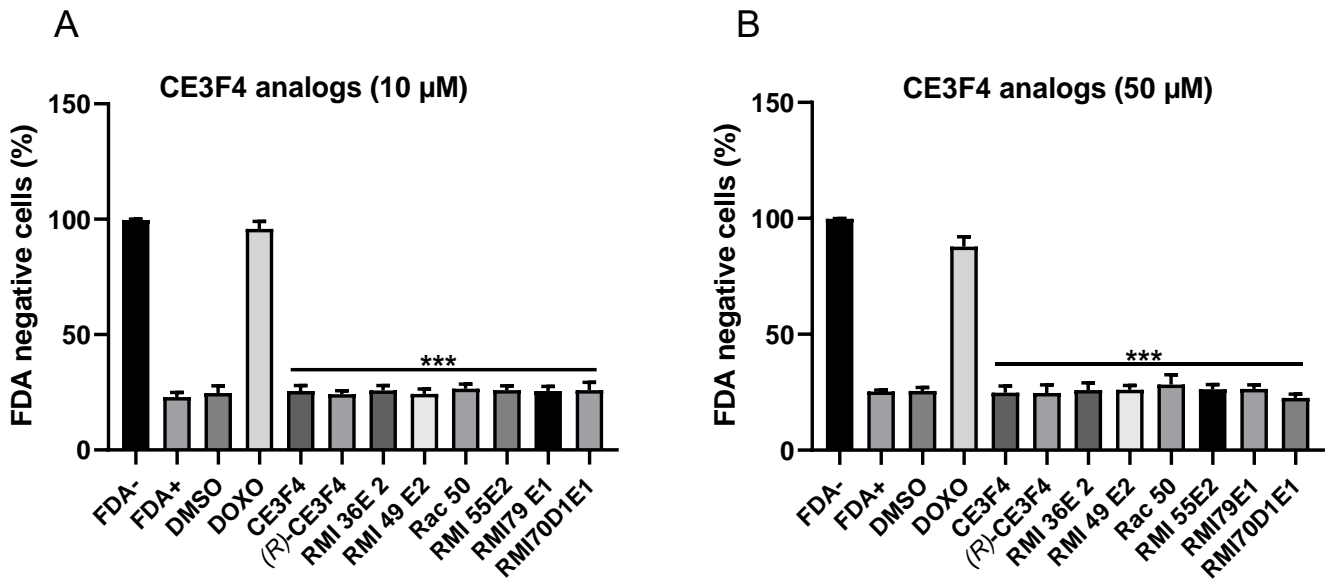 A
CE3F4 analogs (10 µM)
FDA negative cells (%)
150
100
50
0
***
FDA-
FDA+
DMSO
DOXO
CE3F4
(R)-CE3F4
RMI 36E 2
RMI 49 E2
Rac 50
RMI 55E2
RMI79 E1
RMI70D1E1
B
CE3F4 analogs (50 µM)
FDA negative cells (%)
150
100
50
0
***
FDA-
FDA+
DMSO
DOXO
CE3F4
(R)-CE3F4
RMI 36E 2
RMI 49 E2
Rac 50
RMI 55E2
RMI79E1
RMI70D1E1